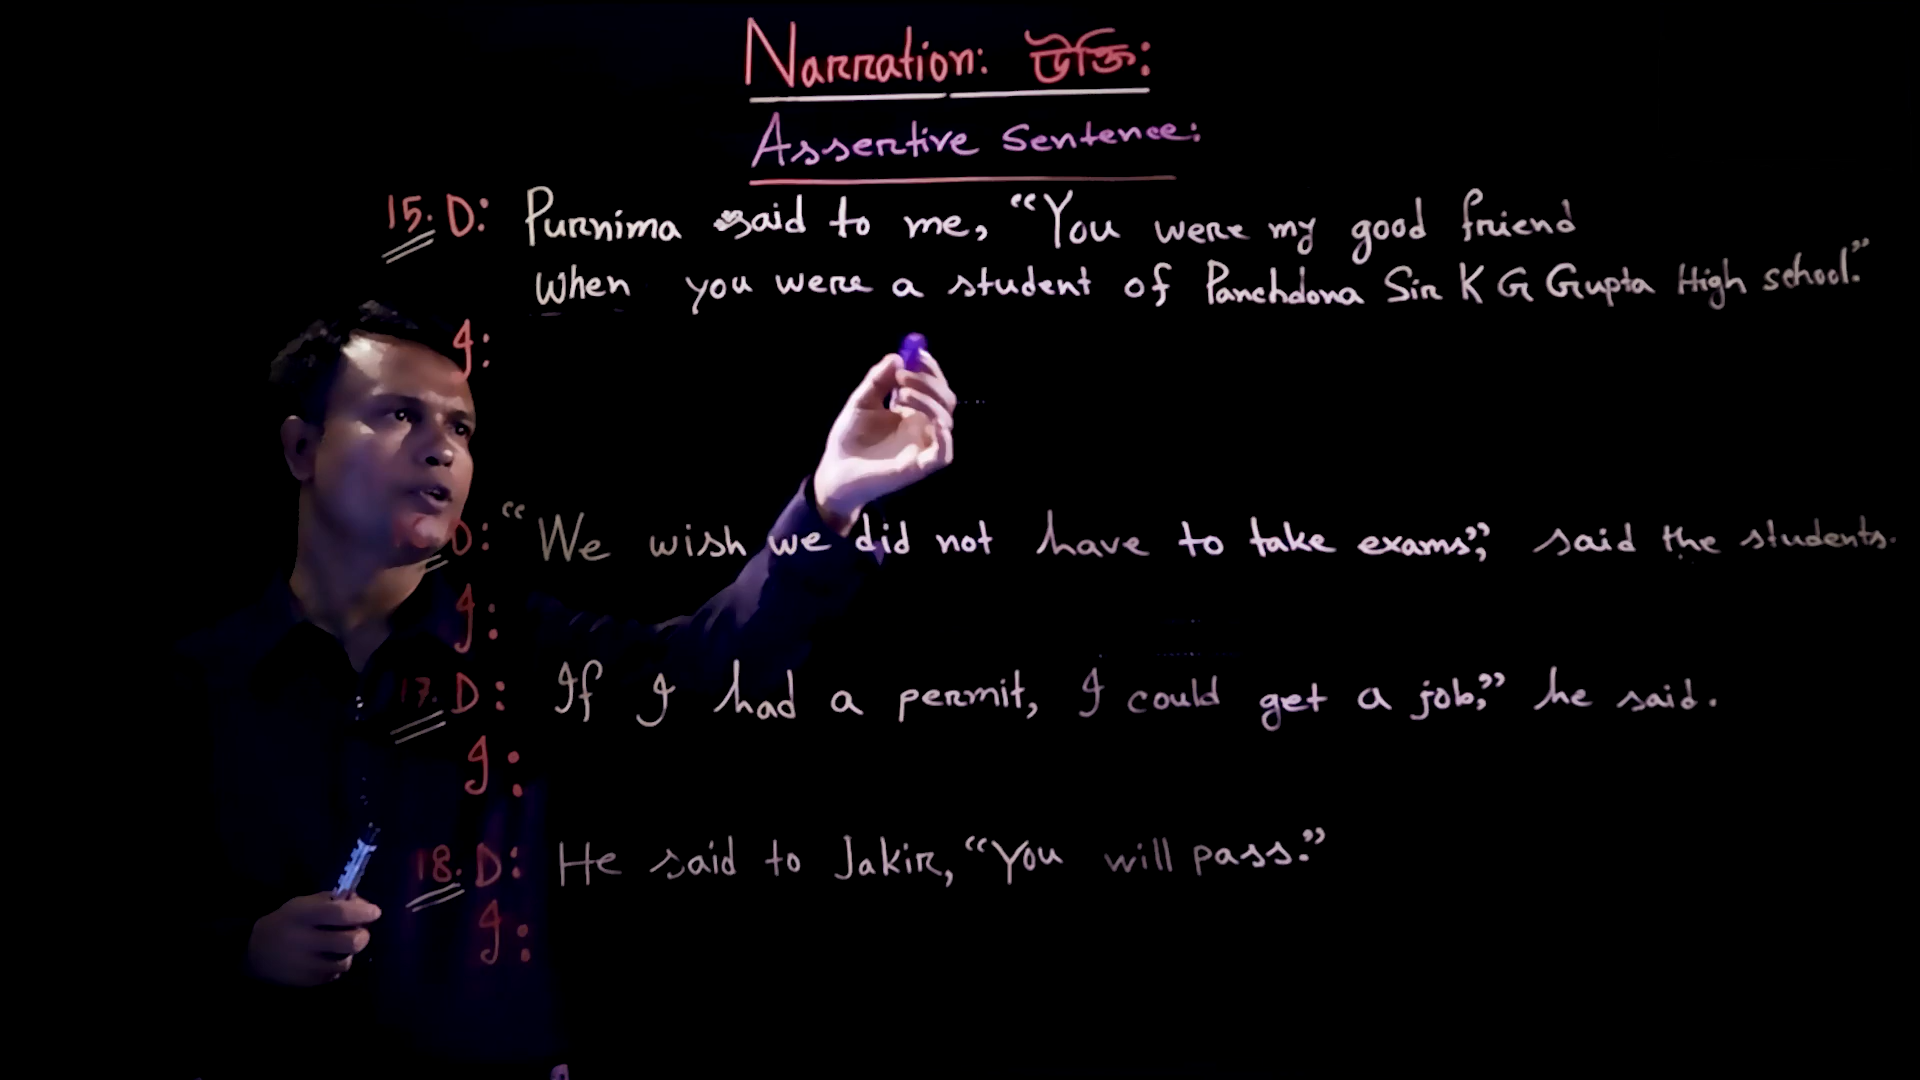 Narration: উক্তি:
Assertive Sentence:
15. D: Purnima said to me, “You were my good friend
when you were a student of Panchdona Sir K G Gupta High school.”
I:
D: “We wish we did not have to take exams”, said the students.
I:
17. D: If I had a permit, I could get a job,” he said.
I:
18. D: He said to Jakir, “You will pass.”
I: